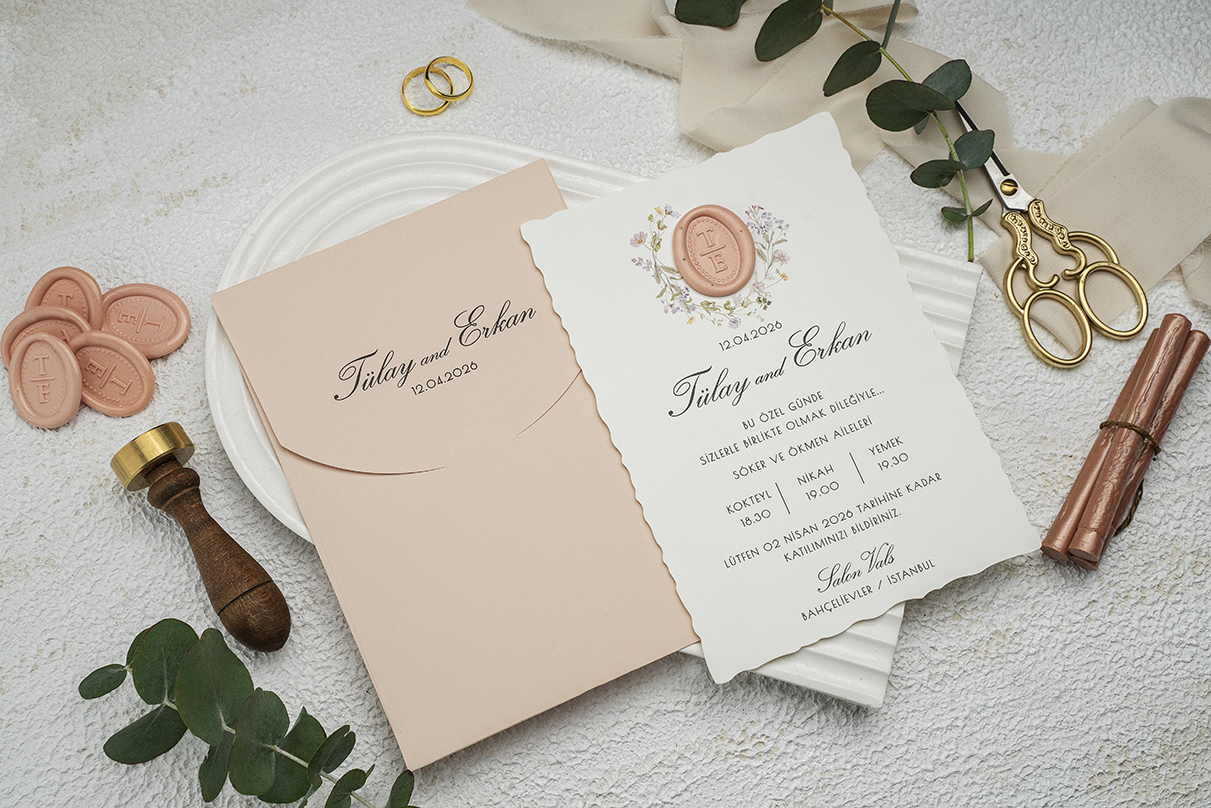 Tülay and Erkan
12.04.2026
T
E
12.04.2026
Tülay and Erkan
BU ÖZEL GÜNDE
SİZLERLE BİRLİKTE OLMAK DİLEĞİYLE...
SÖKER VE ÖKMEN AİLELERİ
KOKTEYL
18.30
NİKAH
19.00
YEMEK
19.30
LÜTFEN 02 NİSAN 2026 TARİHİNE KADAR
KATILIMINIZI BİLDİRİNİZ.
Salon Vals
BAHÇELİEVLER / İSTANBUL
T
E
T
E
T
E
T